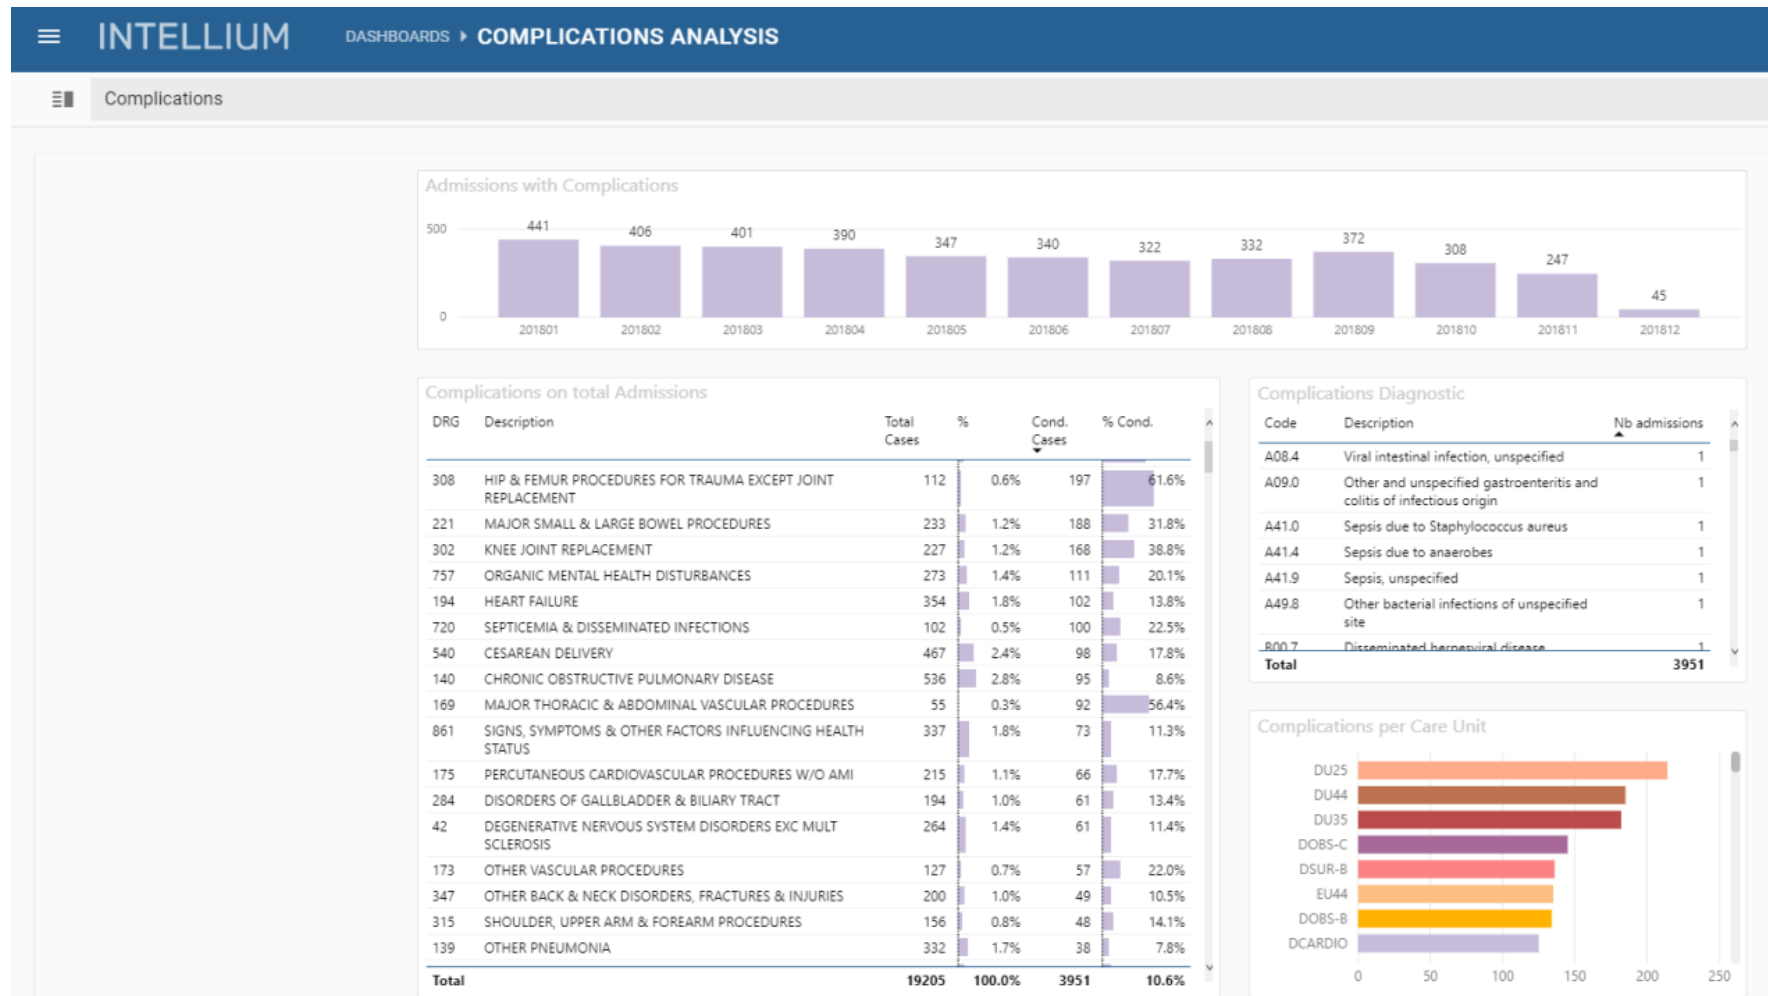 INTELLIUM DASHBOARDS COMPLICATIONS ANALYSIS
Complications
Admissions with Complications
500
441 406 401 390 347 340 322 332 372 308 247 45
0
201801 201802 201803 201804 201805 201806 201807 201808 201809 201810 201811 201812
Complications on total Admissions
DRG Description Total Cases % Cond. Cases % Cond.
308 HIP & FEMUR PROCEDURES FOR TRAUMA EXCEPT JOINT REPLACEMENT 112 0.6% 197 61.6%
221 MAJOR SMALL & LARGE BOWEL PROCEDURES 233 1.2% 188 31.8%
302 KNEE JOINT REPLACEMENT 227 1.2% 168 38.8%
757 ORGANIC MENTAL HEALTH DISTURBANCES 273 1.4% 111 20.1%
194 HEART FAILURE 354 1.8% 102 13.8%
720 SEPTICEMIA & DISSEMINATED INFECTIONS 102 0.5% 100 22.5%
540 CESAREAN DELIVERY 467 2.4% 98 17.8%
140 CHRONIC OBSTRUCTIVE PULMONARY DISEASE 536 2.8% 95 8.6%
169 MAJOR THORACIC & ABDOMINAL VASCULAR PROCEDURES 55 0.3% 92 56.4%
861 SIGNS, SYMPTOMS & OTHER FACTORS INFLUENCING HEALTH STATUS 337 1.8% 73 11.3%
175 PERCUTANEOUS CARDIOVASCULAR PROCEDURES W/O AMI 215 1.1% 66 17.7%
284 DISORDERS OF GALLBLADDER & BILIARY TRACT 194 1.0% 61 13.4%
42 DEGENERATIVE NERVOUS SYSTEM DISORDERS EXC MULT SCLEROSIS 264 1.4% 61 11.4%
173 OTHER VASCULAR PROCEDURES 127 0.7% 57 22.0%
347 OTHER BACK & NECK DISORDERS, FRACTURES & INJURIES 200 1.0% 49 10.5%
315 SHOULDER, UPPER ARM & FOREARM PROCEDURES 156 0.8% 48 14.1%
139 OTHER PNEUMONIA 332 1.7% 38 7.8%
Total 19205 100.0% 3951 10.6%
Complications Diagnostic
Code Description Nb admissions
A08.4 Viral intestinal infection, unspecified 1
A09.0 Other and unspecified gastroenteritis and colitis of infectious origin 1
A41.0 Sepsis due to Staphylococcus aureus 1
A41.4 Sepsis due to anaerobes 1
A41.9 Sepsis, unspecified 1
A49.8 Other bacterial infections of unspecified site 1
B00.7 Disseminated herpesviral disease 1
Total 3951
Complications per Care Unit
DU25
DU44
DU35
DOBS-C
DSUR-B
EU44
DOBS-B
DCARDIO
0 50 100 150 200 250